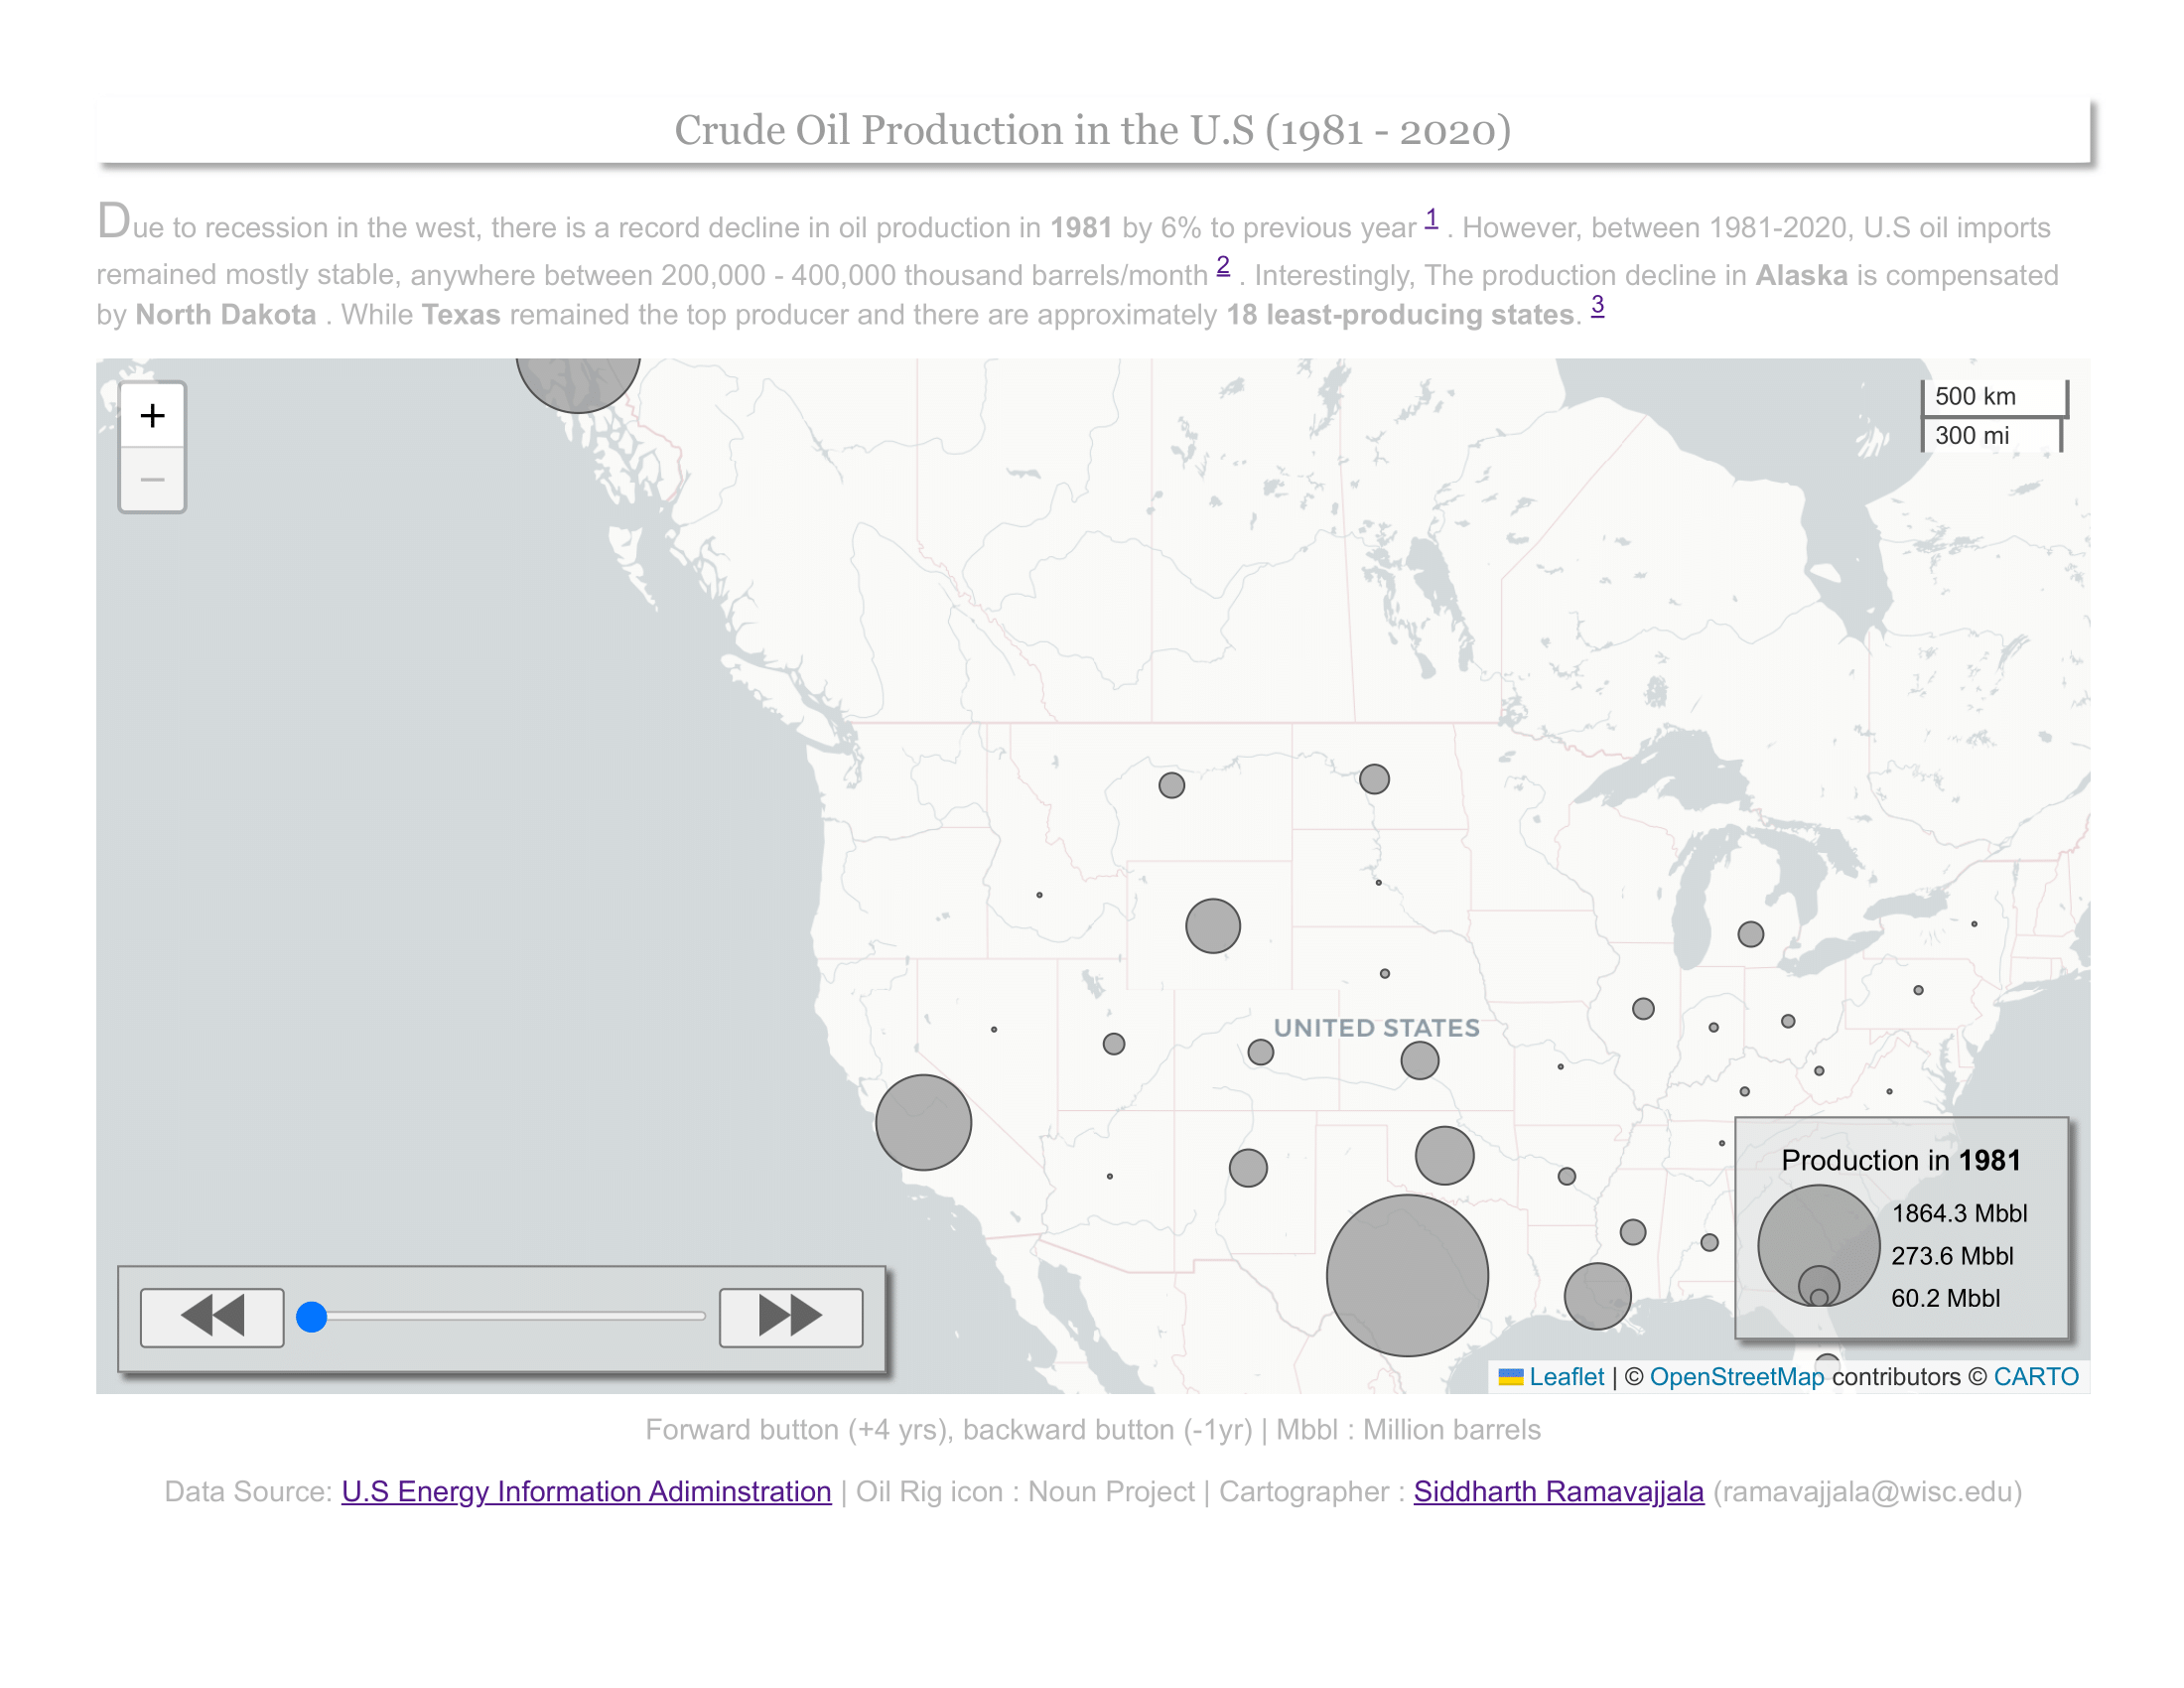 Crude Oil Production in the U.S (1981 - 2020)
Due to recession in the west, there is a record decline in oil production in 1981 by 6% to previous year 1 . However, between 1981-2020, U.S oil imports
remained mostly stable, anywhere between 200,000 - 400,000 thousand barrels/month 2 . Interestingly, The production decline in Alaska is compensated
by North Dakota . While Texas remained the top producer and there are approximately 18 least-producing states. 3
+
−
500 km
300 mi
UNITED STATES
Production in 1981
1864.3 Mbbl
273.6 Mbbl
60.2 Mbbl
Leaflet | © OpenStreetMap contributors © CARTO
Forward button (+4 yrs), backward button (-1yr) | Mbbl : Million barrels
Data Source: U.S Energy Information Adiminstration | Oil Rig icon : Noun Project | Cartographer : Siddharth Ramavajjala (ramavajjala@wisc.edu)